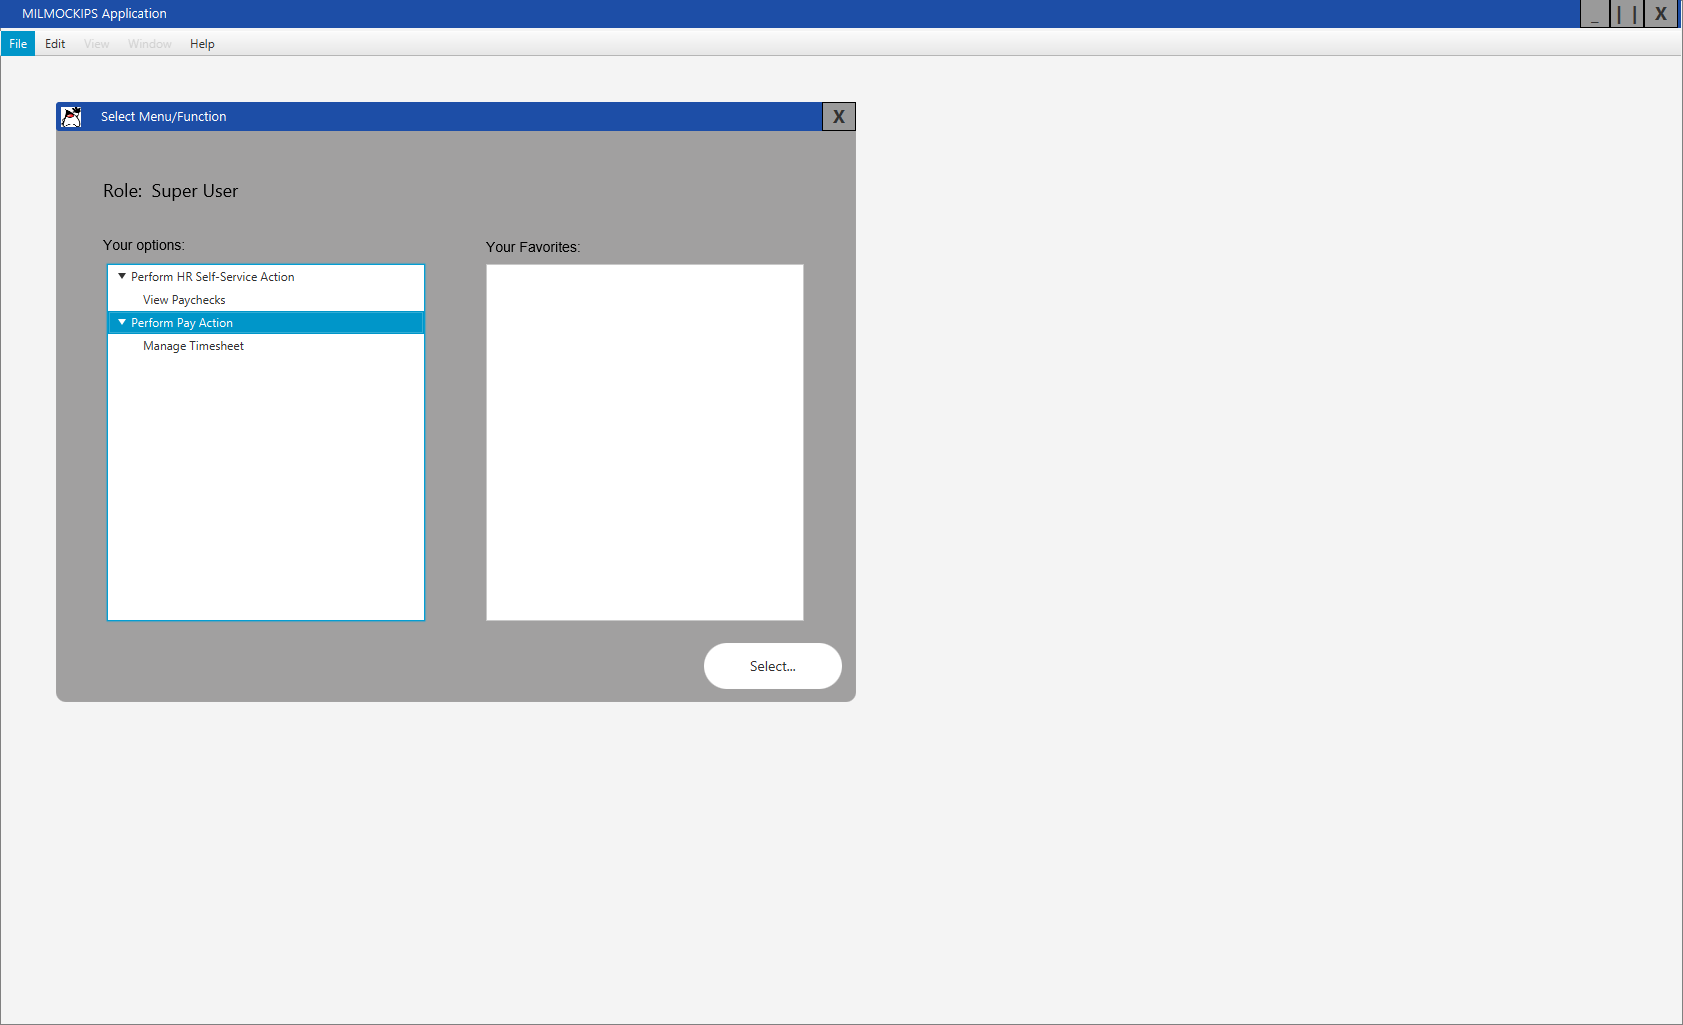 MILMOCKIPS Application
_ | | X
File Edit View Window Help
Select Menu/Function X
Role: Super User
Your options:
Your Favorites:
Perform HR Self-Service Action
View Paychecks
Perform Pay Action
Manage Timesheet
Select...